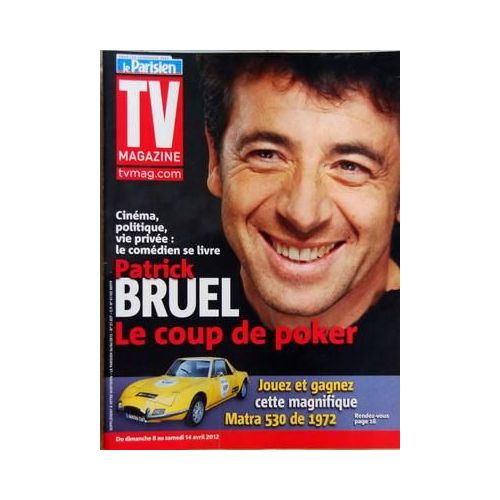 le Parisien
TV
MAGAZINE
tvmag.com
Cinéma,
politique,
vie privée :
le comédien se livre
Patrick
BRUEL
Le coup de poker
Jouez et gagnez
cette magnifique
Matra 530 de 1972
Rendez-vous
page 28
Du dimanche 8 au samedi 14 avril 2012